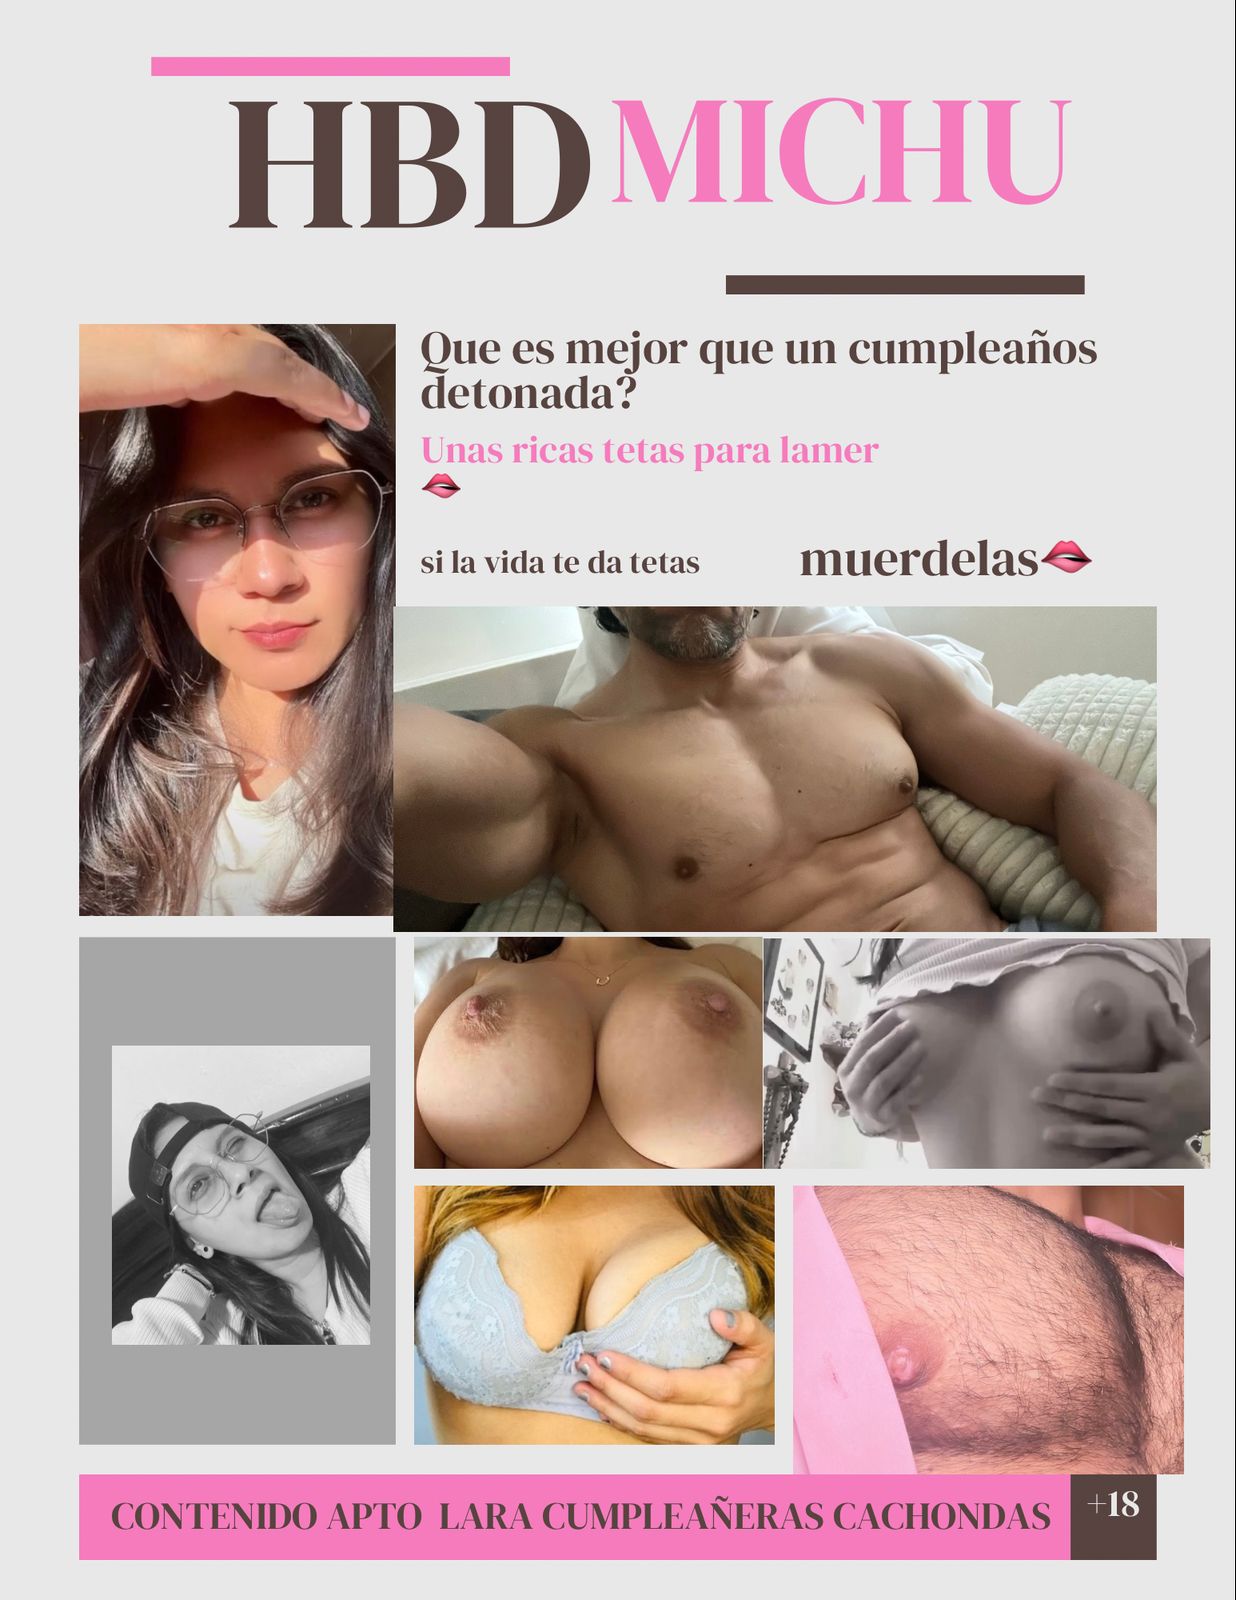 HBD MICHU
Que es mejor que un cumpleaños
detonada?
Unas ricas tetas para lamer
🫦
si la vida te da tetas muerdelas🫦
CONTENIDO APTO LARA CUMPLEAÑERAS CACHONDAS +18